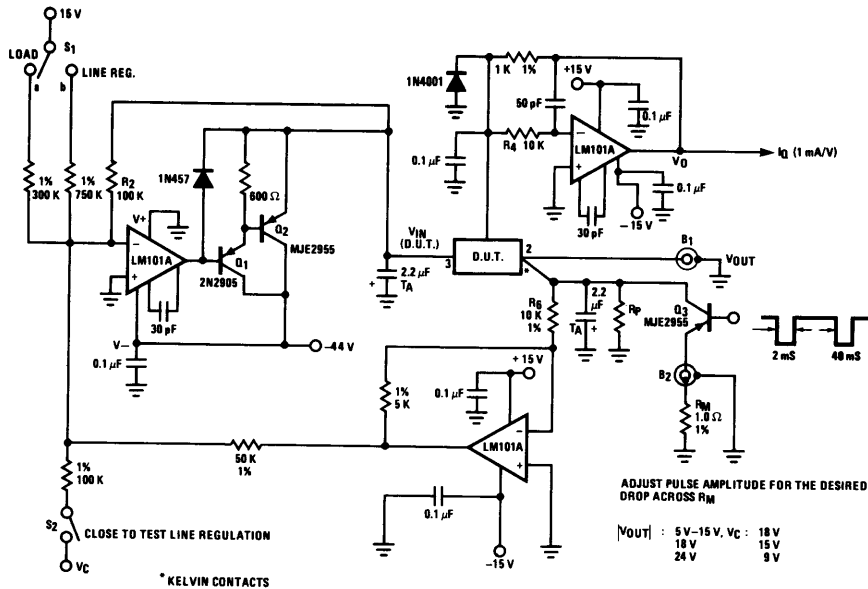 15 V
LOAD
S1
a
b
LINE REG.
1%
300 K
1%
750 K
R2
100 K
1N457
600 Ω
Q2
MJE2955
V+
LM101A
−
+
Q1
2N2905
30 pF
V−
0.1 μF
−44 V
1N4001
1 K 1%
+15 V
50 pF
0.1 μF
R4 10 K
LM101A
−
+
0.1 μF
VO
IQ (1 mA/V)
0.1 μF
30 pF
−15 V
VIN
(D.U.T.)
3
D.U.T.
2
*
B1
VOUT
+
2.2 μF
TA
R6
10 K
1%
2.2
μF
TA
+
RP
Q3
MJE2955
2 mS
40 mS
B2
RM
1.0 Ω
1%
+ 15 V
0.1 μF
1%
5 K
LM101A
−
+
50 K
1%
0.1 μF
−15 V
1%
100 K
S2
CLOSE TO TEST LINE REGULATION
VC
* KELVIN CONTACTS
ADJUST PULSE AMPLITUDE FOR THE DESIRED
DROP ACROSS RM
|VOUT| : 5 V–15 V, VC : 18 V
18 V 15 V
24 V 9 V